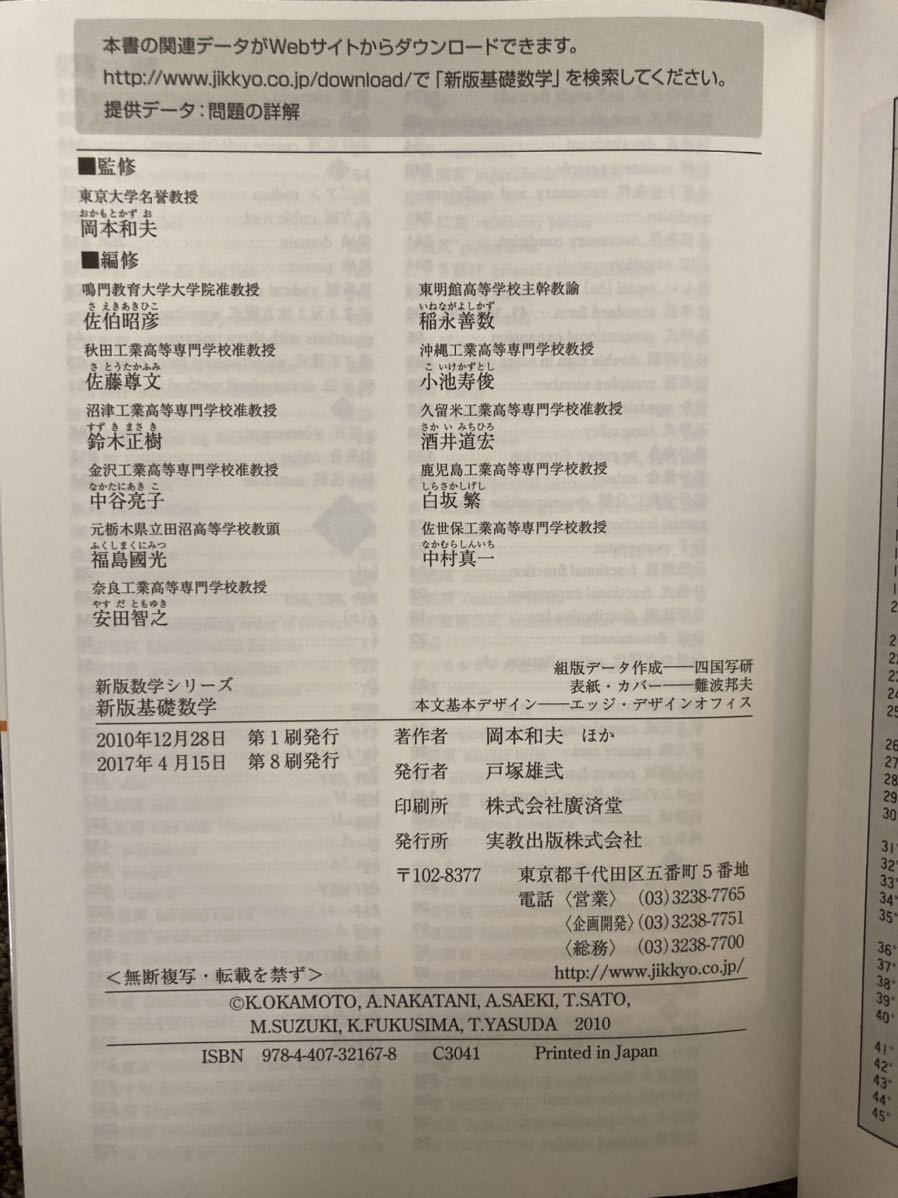 本書の関連データがWebサイトからダウンロードできます。
http://www.jikkyo.co.jp/download/で「新版基礎数学」を検索してください。
提供データ：問題の詳解
■監修
東京大学名誉教授
おかもとかず お
岡本和夫
■編修
鳴門教育大学大学院准教授
さ えきあきひこ
佐伯昭彦
秋田工業高等専門学校准教授
さ とうたかふみ
佐藤尊文
沼津工業高等専門学校准教授
すず き まさ き
鈴木正樹
金沢工業高等専門学校准教授
なかたにあき こ
中谷亮子
元栃木県立田沼高等学校教頭
ふくしまくにみつ
福島國光
奈良工業高等専門学校教授
やす だ ともゆき
安田智之
東明館高等学校主幹教諭
いねながよしかず
稲永善数
沖縄工業高等専門学校教授
こ いけかずとし
小池寿俊
久留米工業高等専門学校教授
さか い みちひろ
酒井道宏
鹿児島工業高等専門学校教授
しらさかしげし
白坂 繁
佐世保工業高等専門学校教授
なかむらしんいち
中村真一
組版データ作成――四国写研
表紙・カバー――難波邦夫
本文基本デザイン――エッジ・デザインオフィス
新版数学シリーズ
新版基礎数学
2010年12月28日 第1刷発行
2017年4月15日 第8刷発行
著作者 岡本和夫 ほか
発行者 戸塚雄弐
印刷所 株式会社廣済堂
発行所 実教出版株式会社
〒102-8377 東京都千代田区五番町5番地
電話〈営業〉(03)3238-7765
〈企画開発〉(03)3238-7751
〈総務〉(03)3238-7700
http://www.jikkyo.co.jp/
＜無断複写・転載を禁ず＞
©K.OKAMOTO, A.NAKATANI, A.SAEKI, T.SATO,
M.SUZUKI, K.FUKUSIMA, T.YASUDA 2010
ISBN 978-4-407-32167-8 C3041 Printed in Japan
22
23
24
25
26
27
28
29
30
31°
32°
33°
34°
35°
36°
37°
38°
39°
40°
41°
42°
43°
44°
45°